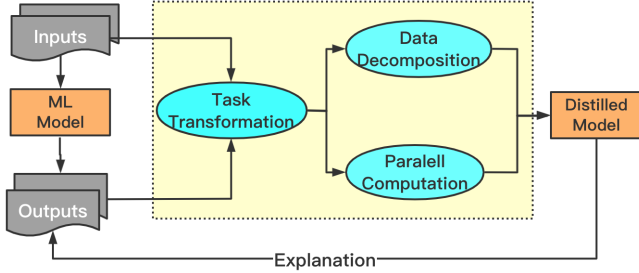 Inputs
ML
Model
Outputs
Task
Transformation
Data
Decomposition
Paralell
Computation
Distilled
Model
Explanation